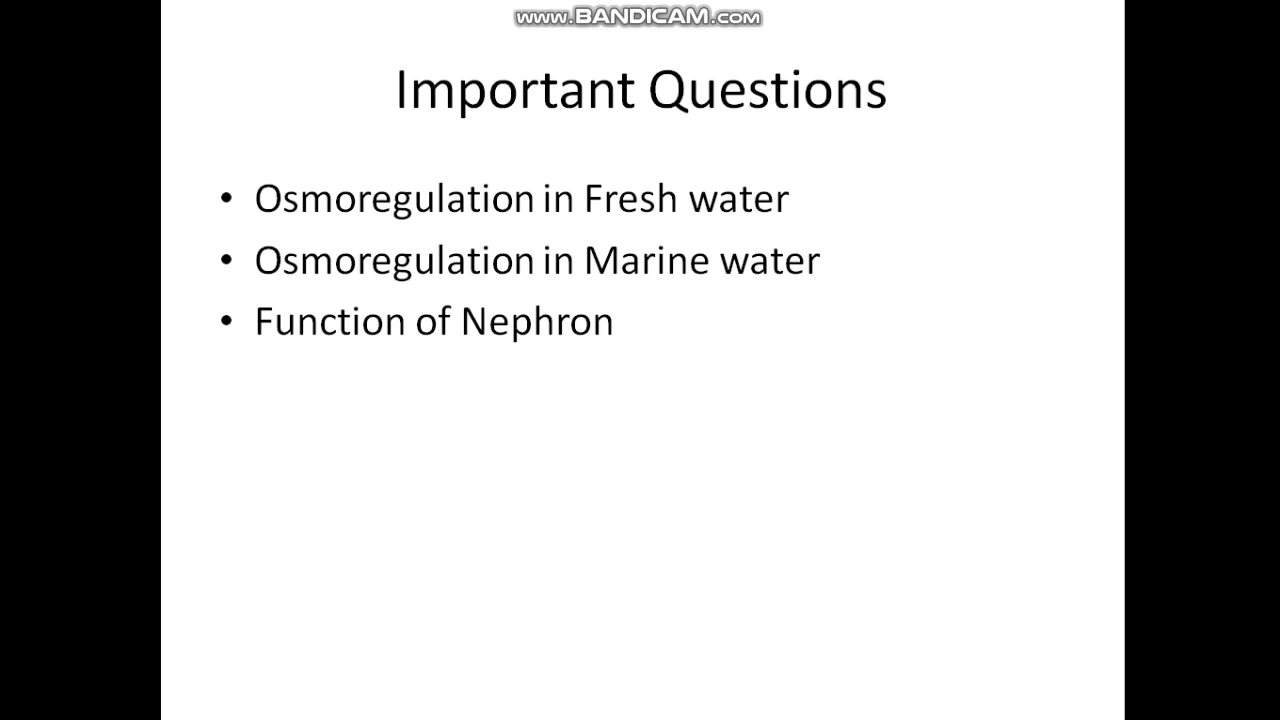 www.BANDICAM.com
Important Questions
• Osmoregulation in Fresh water
• Osmoregulation in Marine water
• Function of Nephron